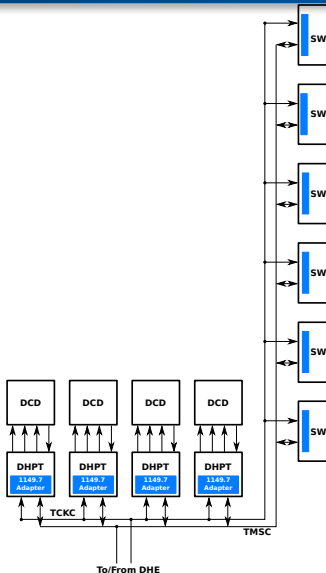 SW
SW
SW
SW
SW
SW
DCD DCD DCD DCD
DHPT DHPT DHPT DHPT
1149.7 1149.7 1149.7 1149.7
Adapter Adapter Adapter Adapter
TCKC
TMSC
To/From DHE